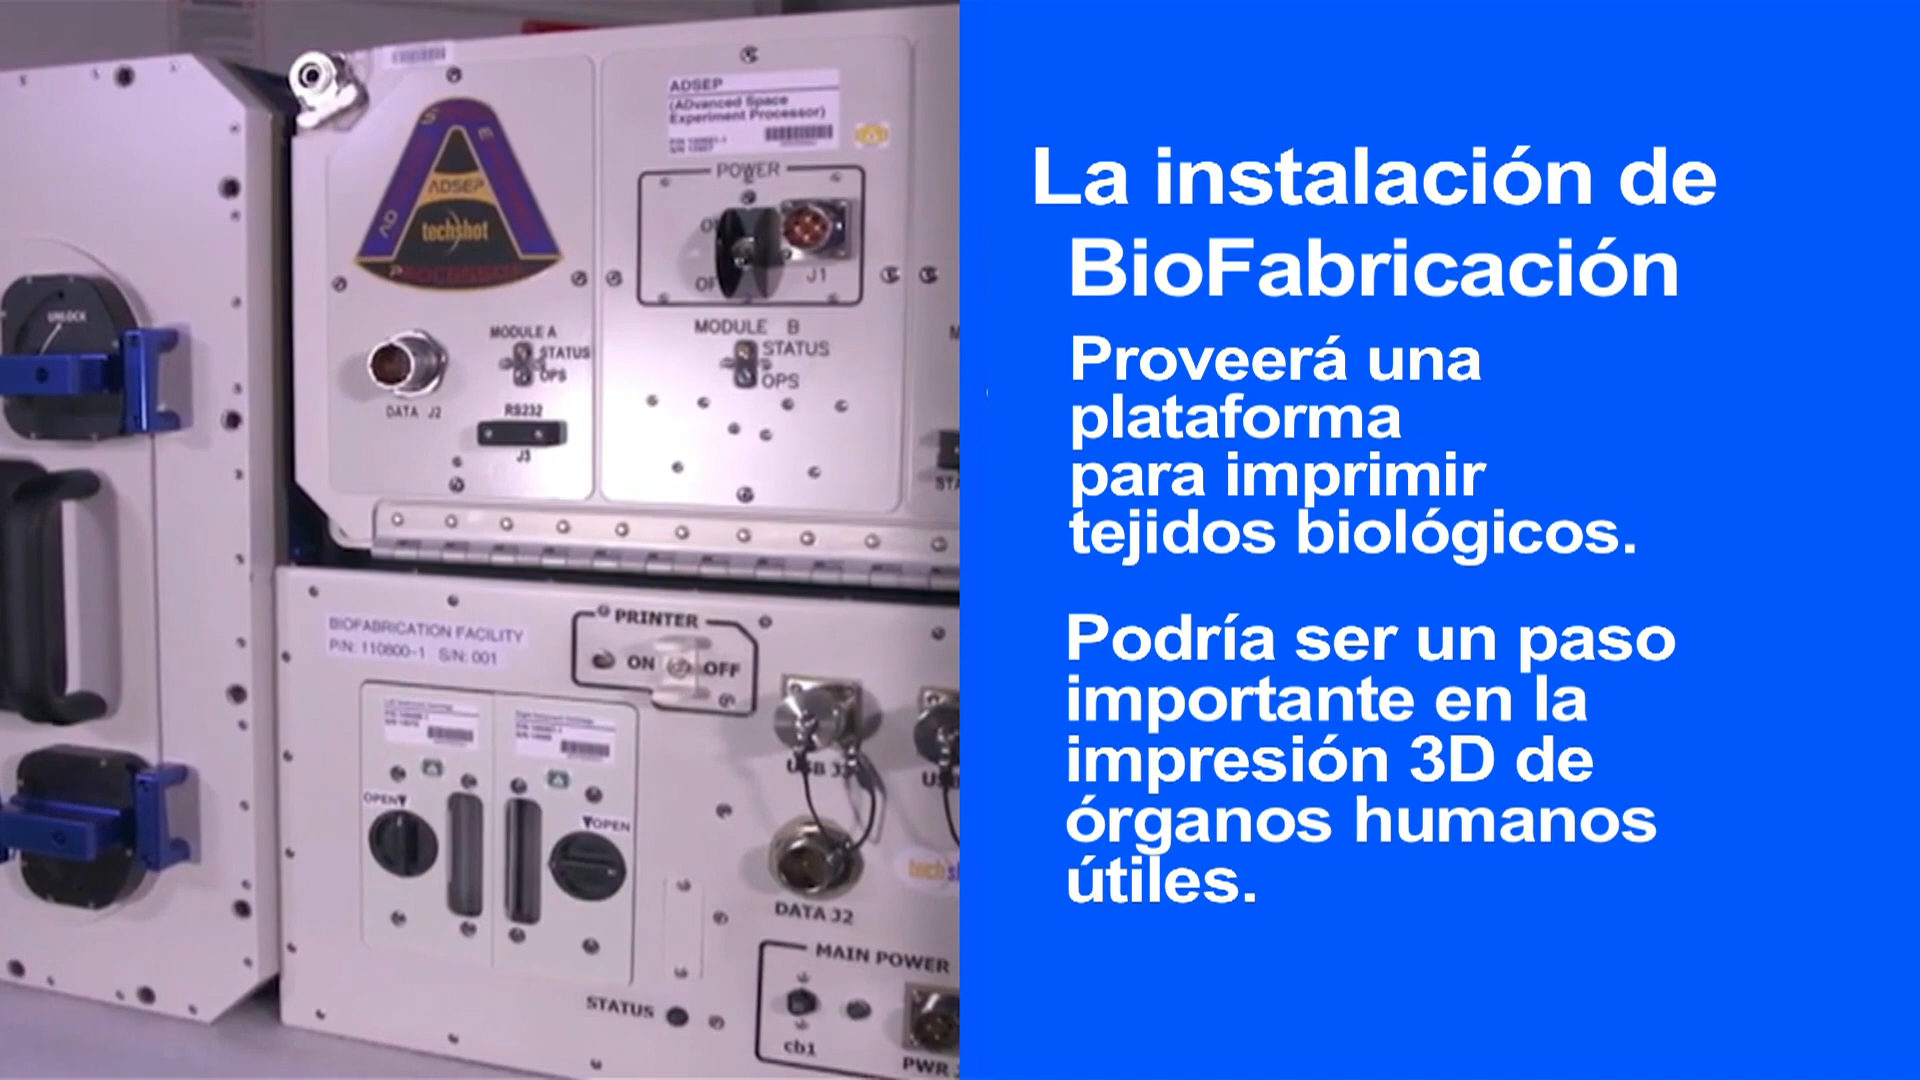 ADSEP
(ADvanced Space
Experiment Processor)
POWER
J1
ADSEP
techshot
PROCESSOR
UNLOCK
MODULE A
STATUS
OPS
MODULE B
STATUS
OPS
DATA J2
RS232
J3
BIOFABRICATION FACILITY
P/N: 110800-1 S/N: 001
PRINTER
ON
OFF
OPEN
OPEN
DATA J2
MAIN POWER
STATUS
cb1
PWR
La instalación de
BioFabricación
Proveerá una
plataforma
para imprimir
tejidos biológicos.
Podría ser un paso
importante en la
impresión 3D de
órganos humanos
útiles.